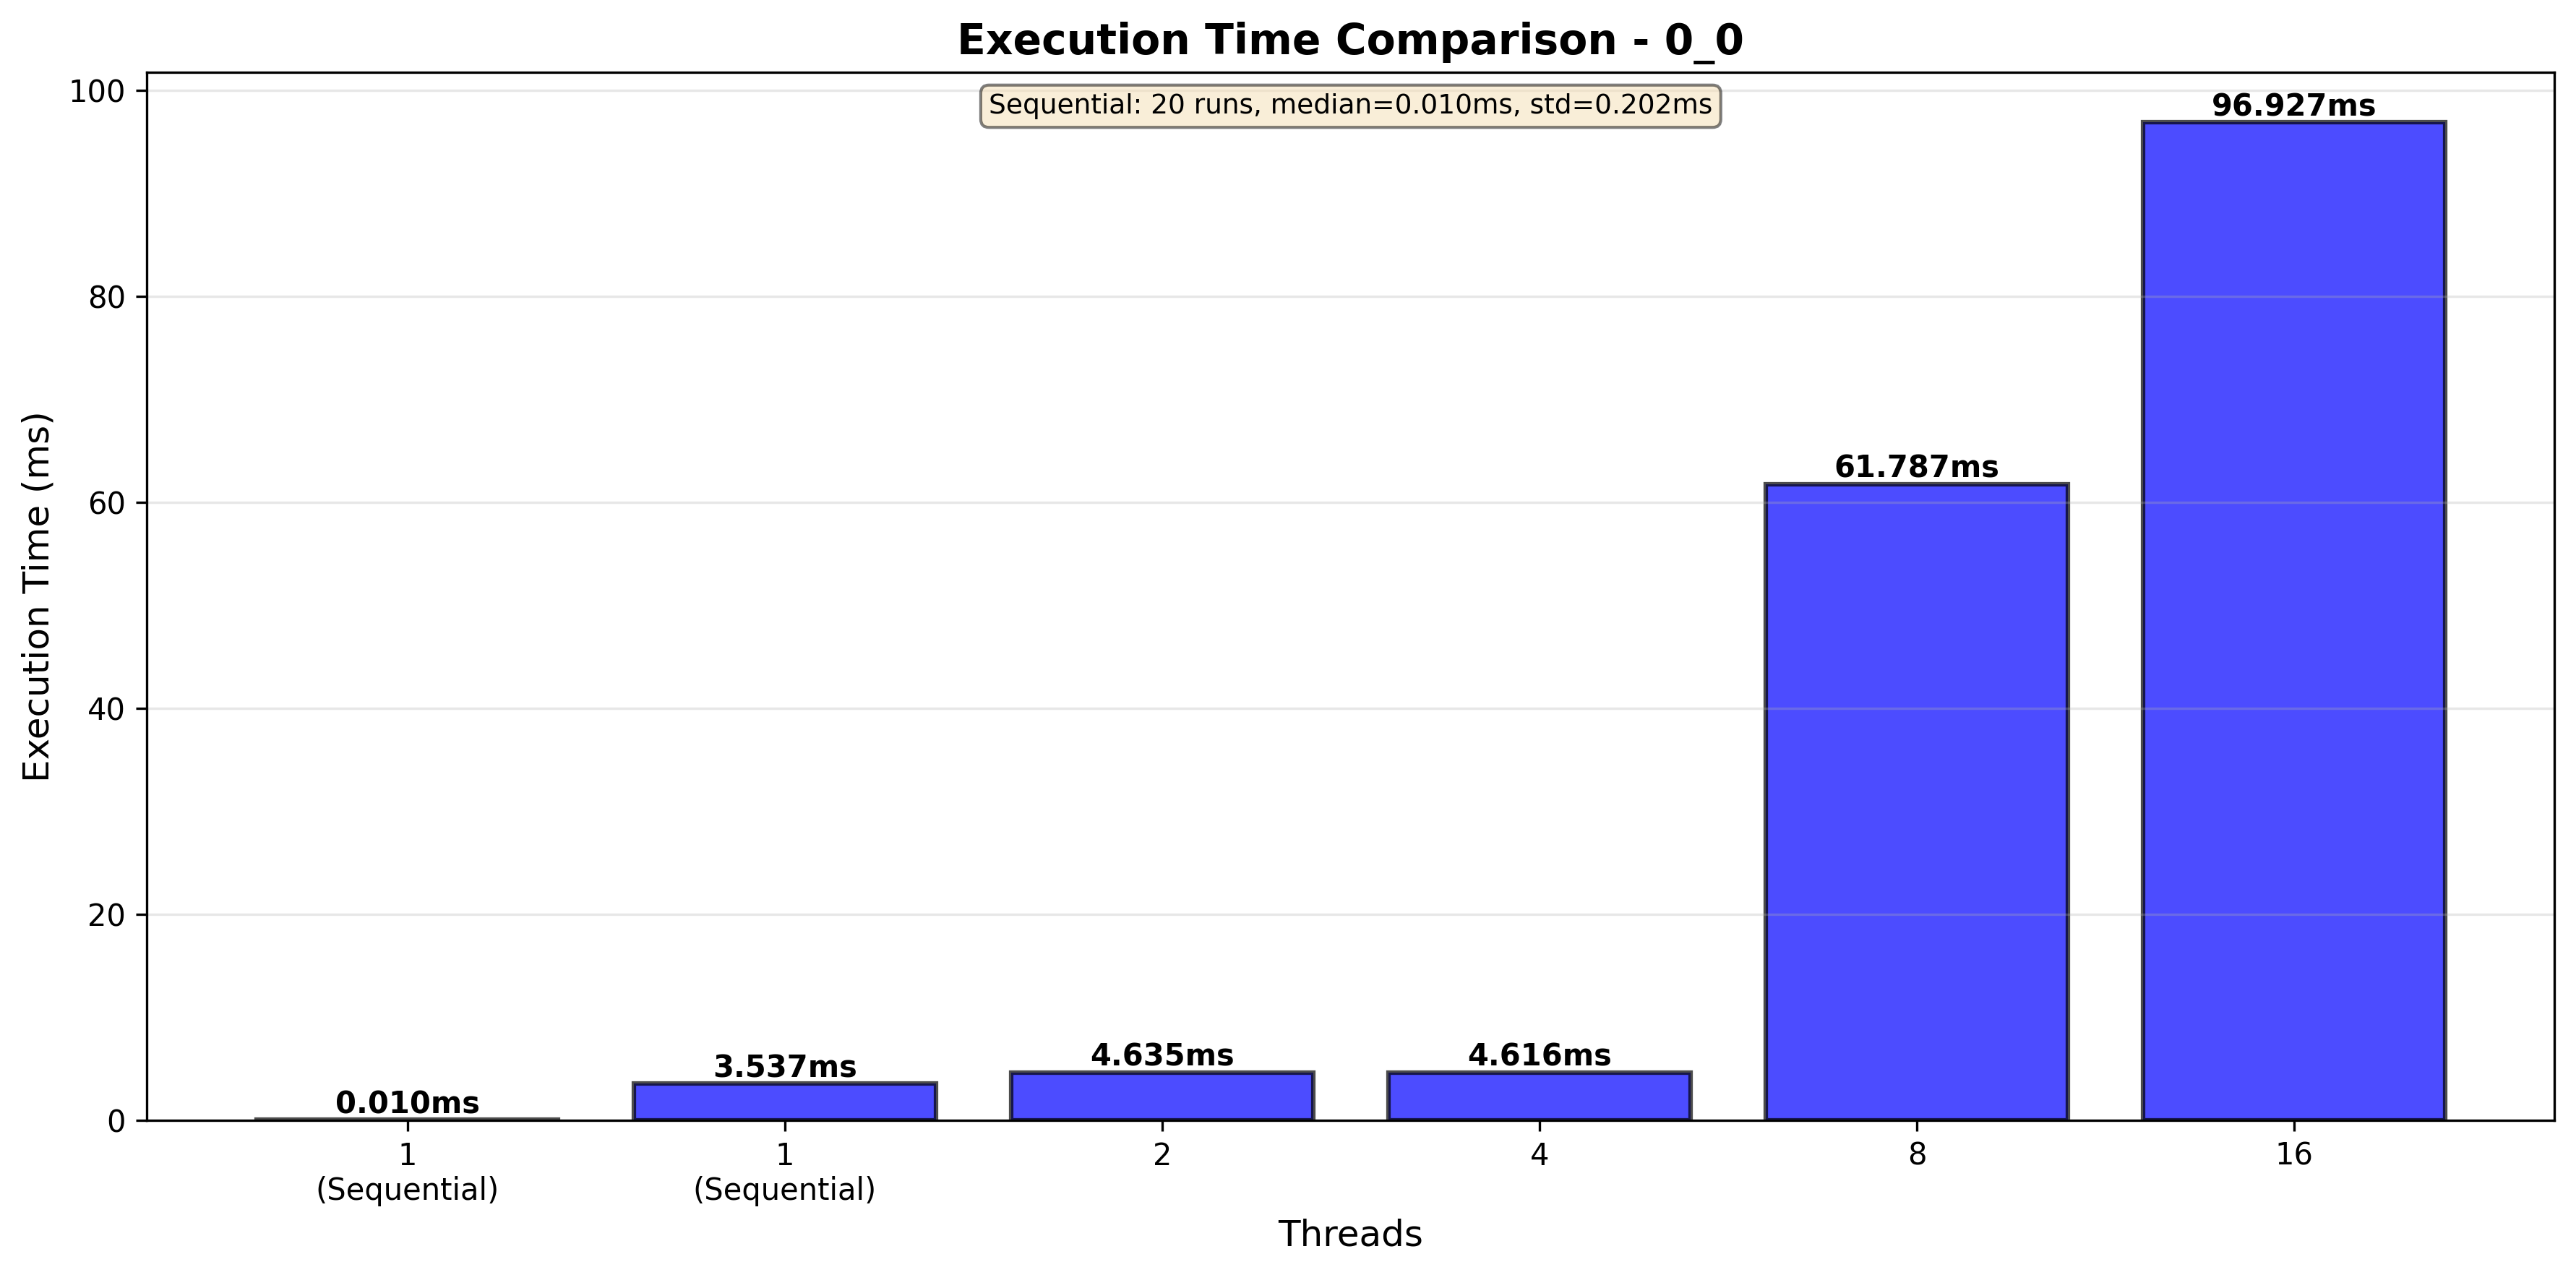 Execution Time Comparison - 0_0
Sequential: 20 runs, median=0.010ms, std=0.202ms
Execution Time (ms)
100
80
60
40
20
0
0.010ms
3.537ms
4.635ms
4.616ms
61.787ms
96.927ms
1
(Sequential)
1
(Sequential)
2
4
8
16
Threads